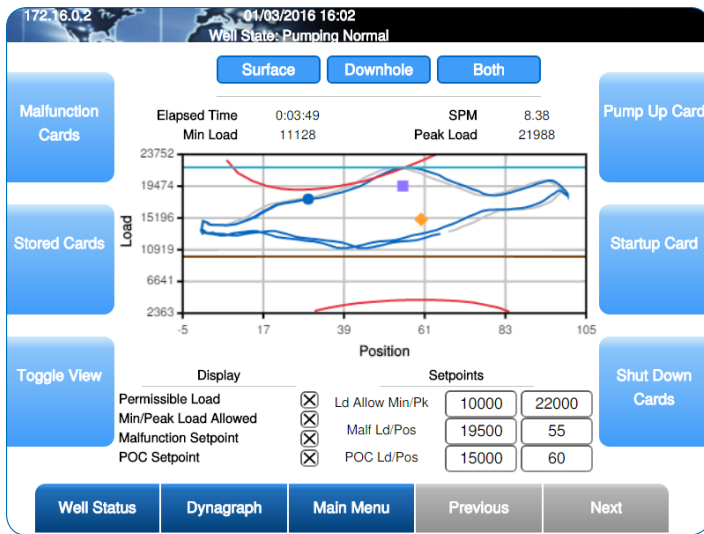 172.16.0.2
01/03/2016 16:02
Well State: Pumping Normal
Surface Downhole Both
Malfunction
Cards
Pump Up Card
Elapsed Time 0:03:49 SPM 8.38
Min Load 11128 Peak Load 21988
23752
19474
15196
10919
6641
2363
Load
-5 17 39 61 83 105
Position
Stored Cards
Startup Card
Toggle View
Shut Down
Cards
Display
Permissible Load
Min/Peak Load Allowed
Malfunction Setpoint
POC Setpoint
Setpoints
Ld Allow Min/Pk 10000 22000
Malf Ld/Pos 19500 55
POC Ld/Pos 15000 60
Well Status Dynagraph Main Menu Previous Next